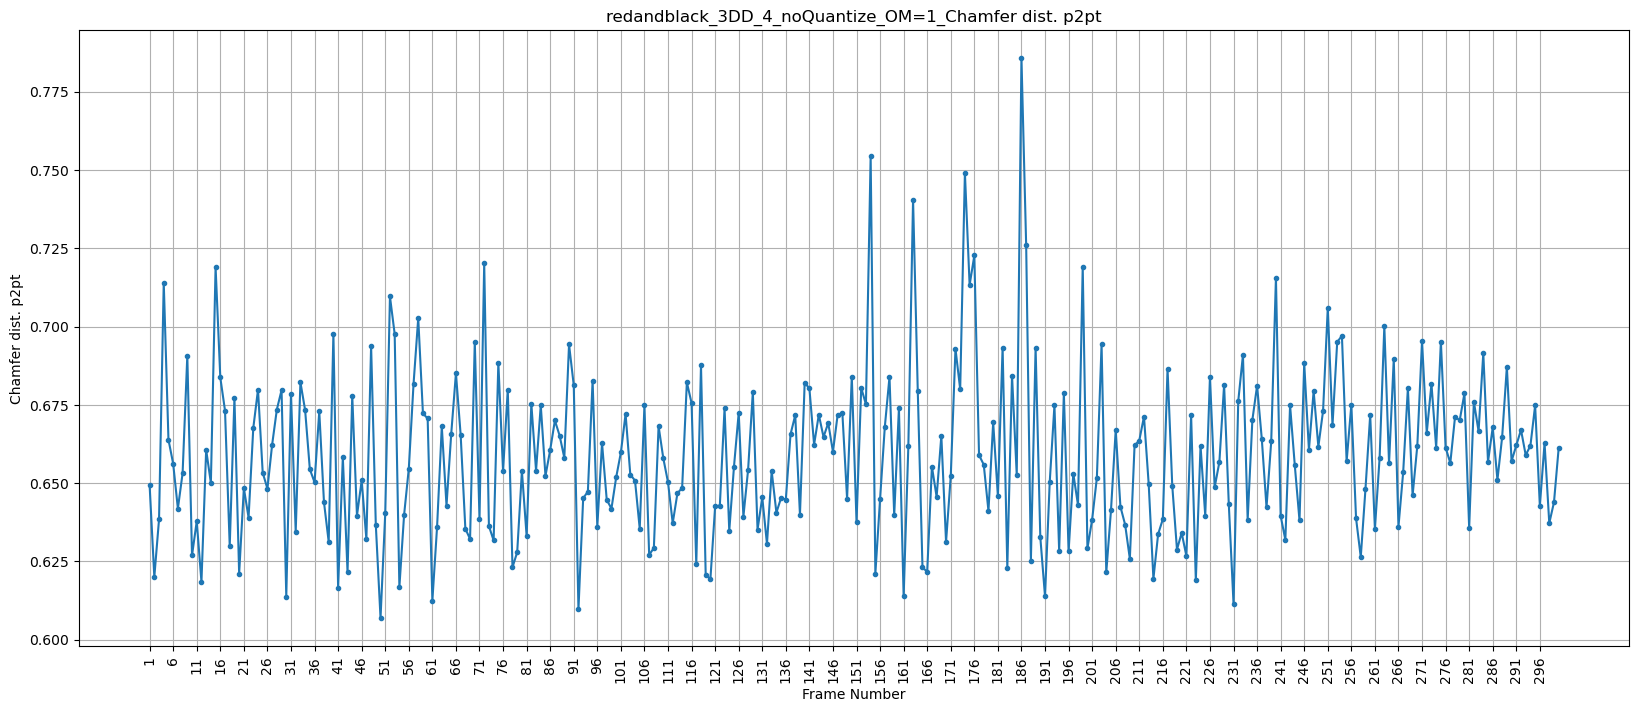 redandblack_3DD_4_noQuantize_OM=1_Chamfer dist. p2pt
0.775
0.750
0.725
0.700
0.675
0.650
0.625
0.600
Chamfer dist. p2pt
1 6 11 16 21 26 31 36 41 46 51 56 61 66 71 76 81 86 91 96 101 106 111 116 121 126 131 136 141 146 151 156 161 166 171 176 181 186 191 196 201 206 211 216 221 226 231 236 241 246 251 256 261 266 271 276 281 286 291 296
Frame Number